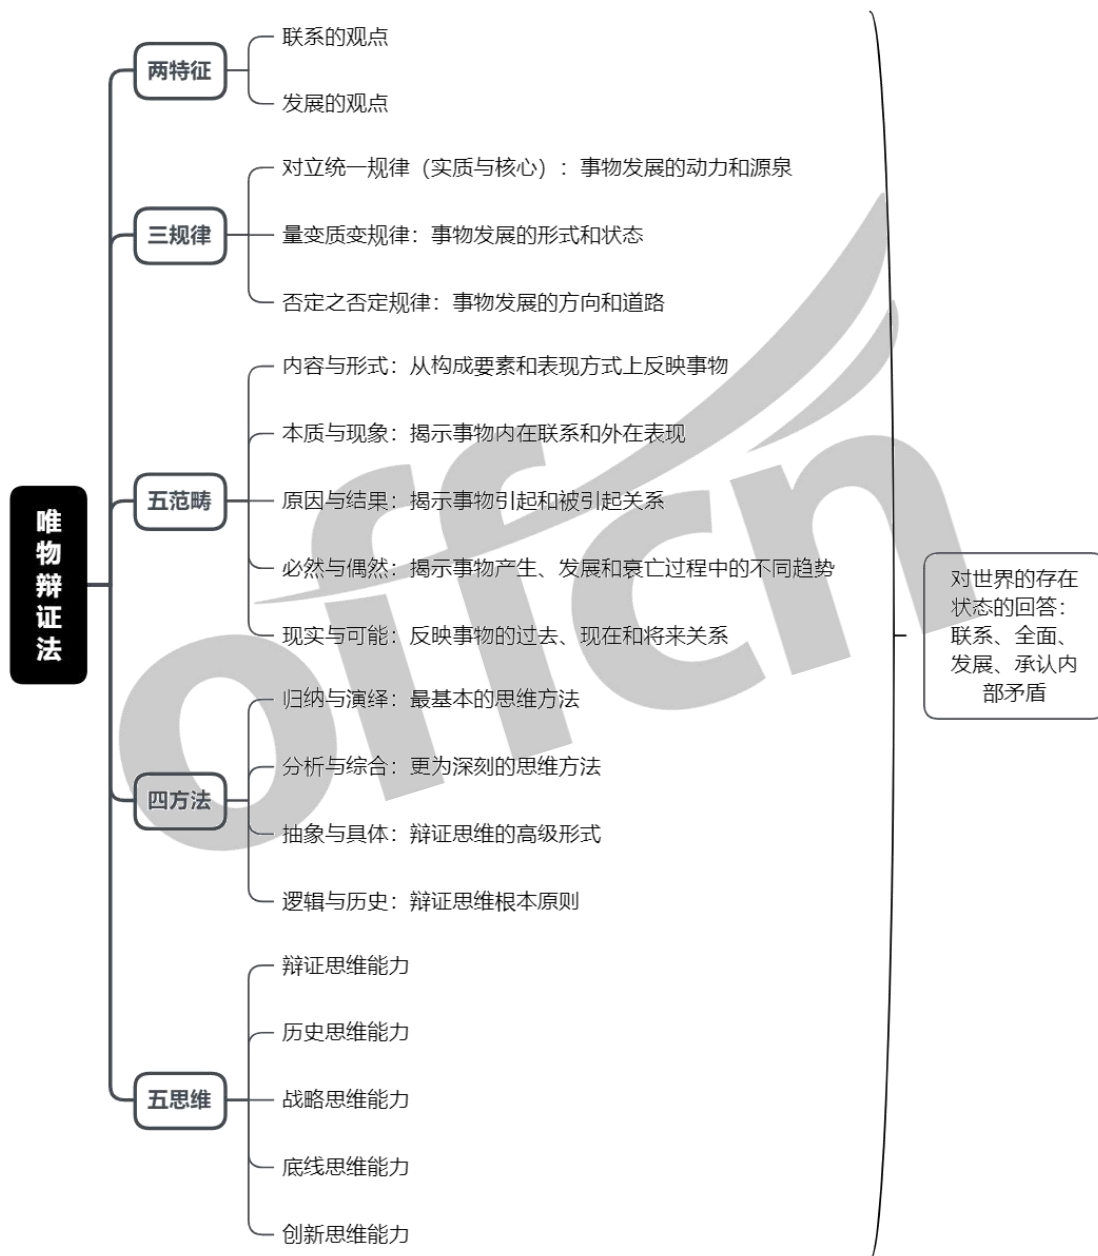 唯物辩证法
两特征
联系的观点
发展的观点
三规律
对立统一规律（实质与核心）：事物发展的动力和源泉
量变质变规律：事物发展的形式和状态
否定之否定规律：事物发展的方向和道路
五范畴
内容与形式：从构成要素和表现方式上反映事物
本质与现象：揭示事物内在联系和外在表现
原因与结果：揭示事物引起和被引起关系
必然与偶然：揭示事物产生、发展和衰亡过程中的不同趋势
现实与可能：反映事物的过去、现在和将来关系
四方法
归纳与演绎：最基本的思维方法
分析与综合：更为深刻的思维方法
抽象与具体：辩证思维的高级形式
逻辑与历史：辩证思维根本原则
五思维
辩证思维能力
历史思维能力
战略思维能力
底线思维能力
创新思维能力
对世界的存在
状态的回答：
联系、全面、
发展、承认内
部矛盾
offcn